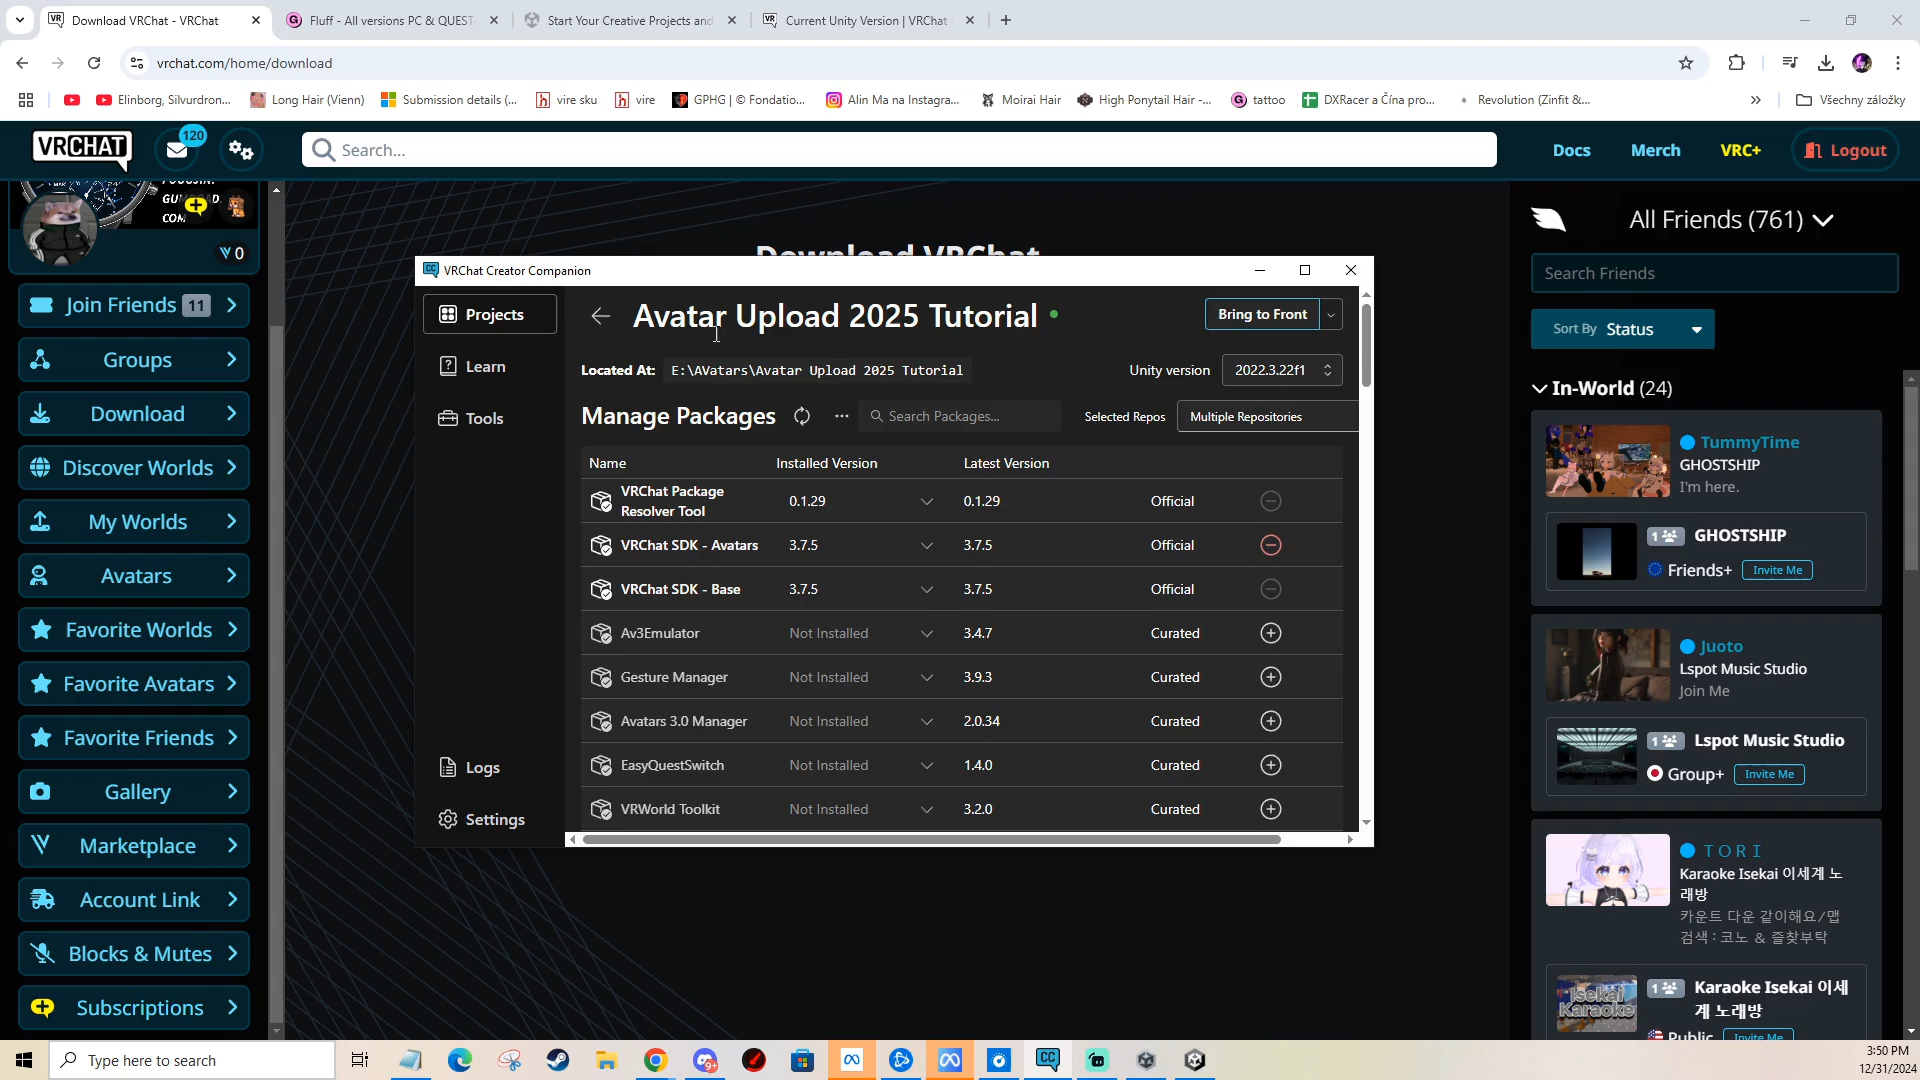 Download VRChat - VRChat
Fluff - All versions PC & QUEST
Start Your Creative Projects and
Current Unity Version | VRChat
vrchat.com/home/download
Elinborg, Silvurdron...
Long Hair (Vienn)
Submission details (...
vire sku
vire
GPHG | © Fondatio...
Alin Ma na Instagra...
Moirai Hair
High Ponytail Hair -...
tattoo
DXRacer a Čína pro...
Revolution (Zinfit &...
Všechny záložky
VRCHAT
120
Search...
Docs
Merch
VRC+
Logout
COM
0
Join Friends 11
Groups
Download
Discover Worlds
My Worlds
Avatars
Favorite Worlds
Favorite Avatars
Favorite Friends
Gallery
Marketplace
Account Link
Blocks & Mutes
Subscriptions
Download VRChat
VRChat Creator Companion
Projects
Learn
Tools
Logs
Settings
Avatar Upload 2025 Tutorial
Bring to Front
Located At: E:\AVatars\Avatar Upload 2025 Tutorial
Unity version 2022.3.22f1
Manage Packages
Search Packages...
Selected Repos
Multiple Repositories
Name Installed Version Latest Version
VRChat Package
Resolver Tool
0.1.29 0.1.29 Official
VRChat SDK - Avatars 3.7.5 3.7.5 Official
VRChat SDK - Base 3.7.5 3.7.5 Official
Av3Emulator Not Installed 3.4.7 Curated
Gesture Manager Not Installed 3.9.3 Curated
Avatars 3.0 Manager Not Installed 2.0.34 Curated
EasyQuestSwitch Not Installed 1.4.0 Curated
VRWorld Toolkit Not Installed 3.2.0 Curated
All Friends (761)
Search Friends
Sort By Status
In-World (24)
TummyTime
GHOSTSHIP
I'm here.
1 GHOSTSHIP
Friends+ Invite Me
Juoto
Lspot Music Studio
Join Me
1 Lspot Music Studio
Group+ Invite Me
T O R I
Karaoke Isekai 이세계 노
래방
카운트 다운 같이해요/맵
검색 : 코노 & 즐찾부탁
Isekai
Karaoke
1 Karaoke Isekai 이세
계 노래방
Public Invite Me
Type here to search
9+
3:50 PM
12/31/2024